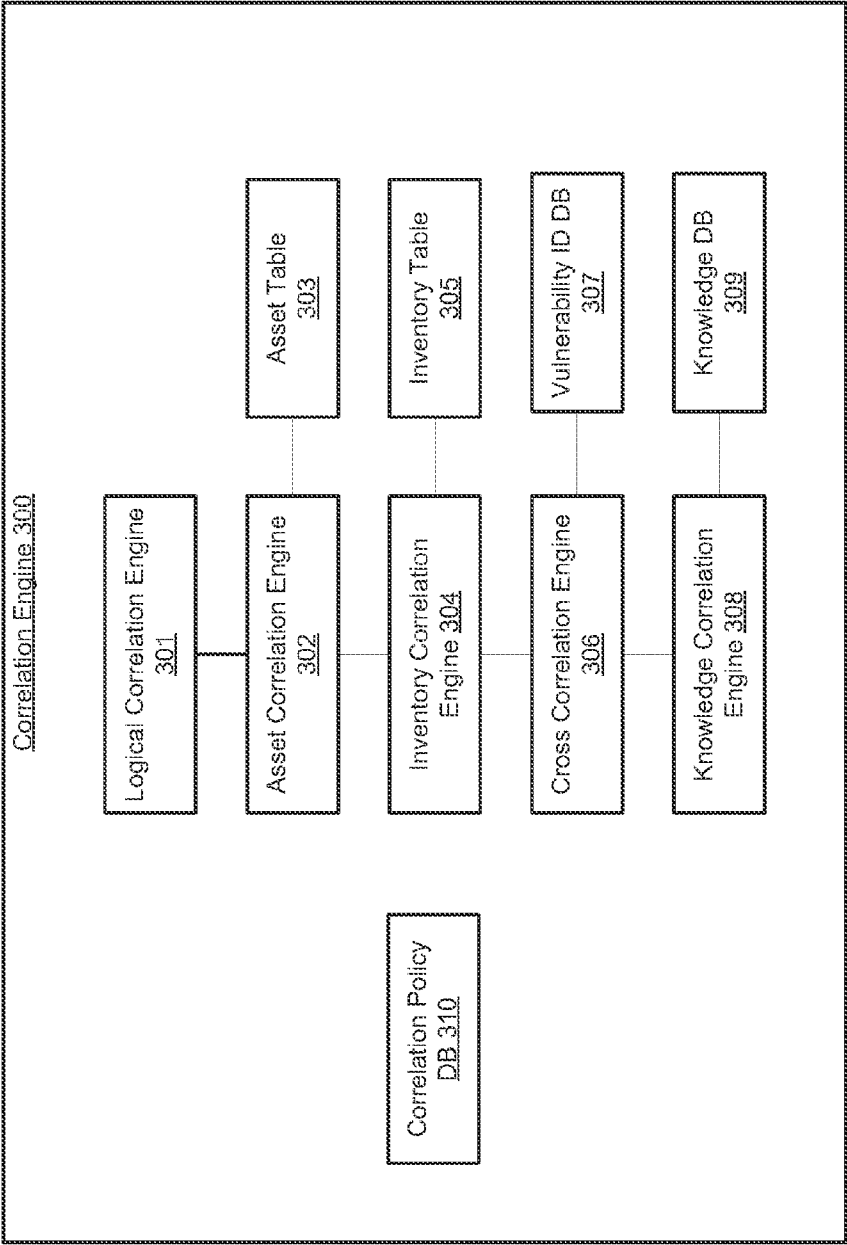 Correlation Engine 300
Logical Correlation Engine
301
Asset Correlation Engine
302
Asset Table
303
Correlation Policy
DB 310
Inventory Correlation
Engine 304
Inventory Table
305
Cross Correlation Engine
306
Vulnerability ID DB
307
Knowledge Correlation
Engine 308
Knowledge DB
309